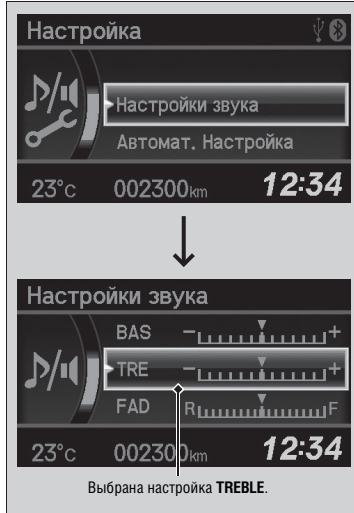 Настройка
Настройки звука
Автомат. Настройка
23°C 002300km 12:34
Настройки звука
BAS − +
TRE − +
FAD R F
23°C 002300km 12:34
Выбрана настройка TREBLE.